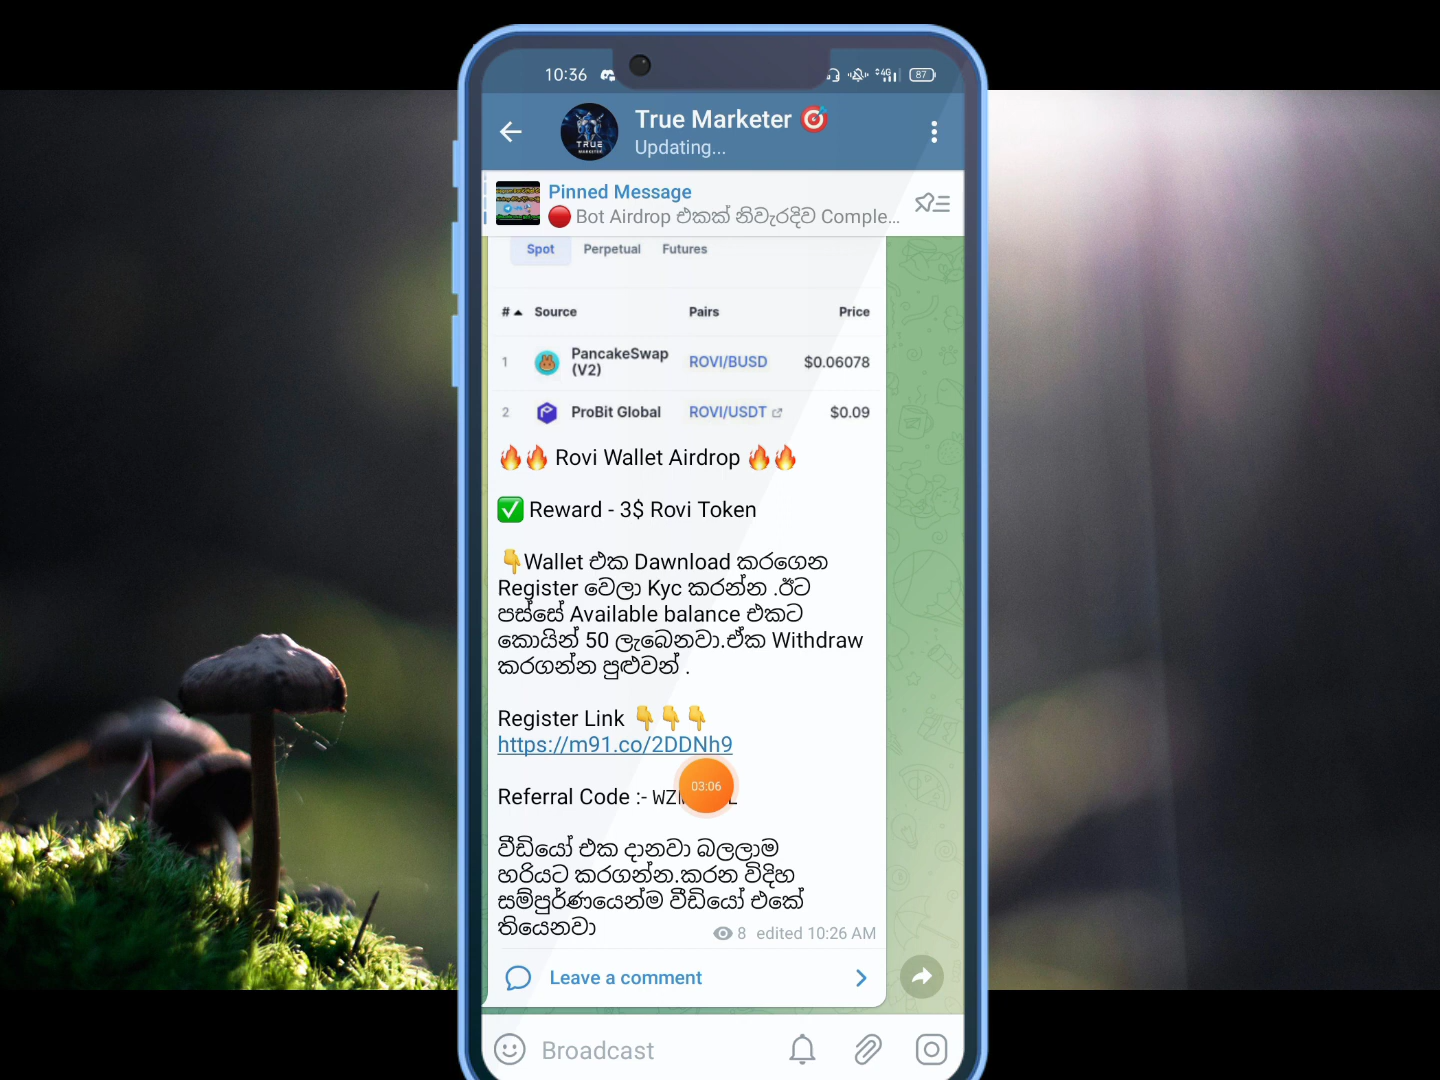 10:36
4G
87
True Marketer 🎯
Updating...
TRUE
Pinned Message
🔴 Bot Airdrop එකක් නිවැරදිව Comple...
Spot Perpetual Futures
# Source Pairs Price
1 PancakeSwap (V2) ROVI/BUSD $0.06078
2 ProBit Global ROVI/USDT $0.09
🔥🔥 Rovi Wallet Airdrop 🔥🔥
✅ Reward - 3$ Rovi Token
👇Wallet එක Dawnload කරගෙන
Register වෙලා Kyc කරන්න .ඊට
පස්සේ Available balance එකට
කොයින් 50 ලැබෙනවා.ඒක Withdraw
කරගන්න පුළුවන් .
Register Link 👇👇👇
https://m91.co/2DDNh9
03:06
Referral Code :-
වීඩියෝ එක දානවා බලලාම
හරියට කරගන්න.කරන විදිහ
සම්පුර්ණයෙන්ම වීඩියෝ එකේ
තියෙනවා
8 edited 10:26 AM
Leave a comment
Broadcast